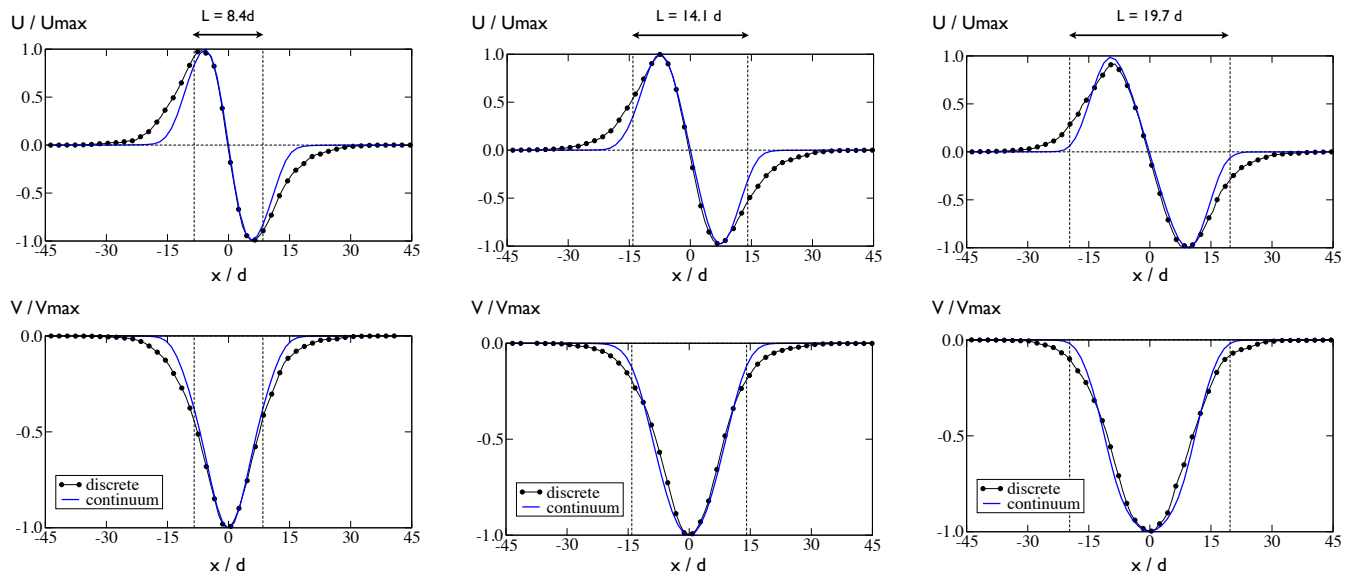 L = 8.4d
L = 14.1 d
L = 19.7 d
U / Umax
U / Umax
U / Umax
1.0
0.5
0.0
-0.5
-1.0
-45 -30 -15 0 15 30 45
x / d
1.0
0.5
0.0
-0.5
-1.0
-45 -30 -15 0 15 30 45
x / d
1.0
0.5
0.0
-0.5
-1.0
-45 -30 -15 0 15 30 45
x / d
V / Vmax
V / Vmax
V / Vmax
0.0
-0.5
-1.0
discrete
continuum
-45 -30 -15 0 15 30 45
x / d
0.0
-0.5
-1.0
discrete
continuum
-45 -30 -15 0 15 30 45
x / d
0.0
-0.5
-1.0
discrete
continuum
-45 -30 -15 0 15 30 45
x / d